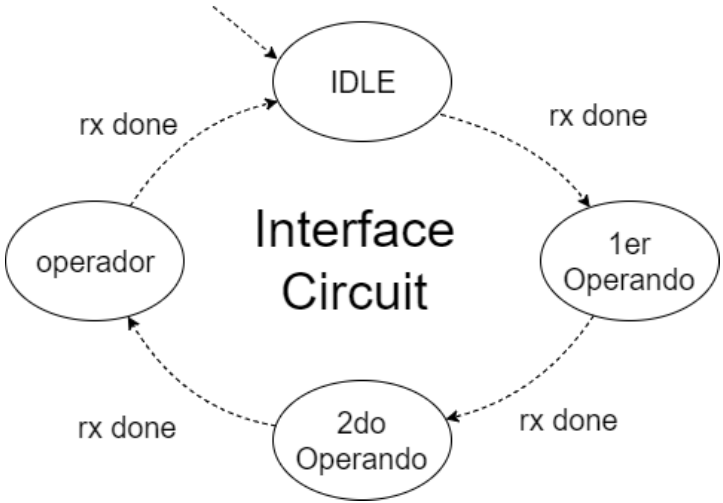 IDLE
rx done
rx done
Interface
Circuit
operador
1er
Operando
2do
Operando
rx done
rx done